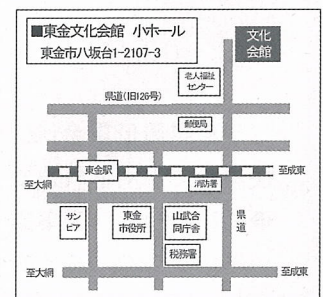 ■東金文化会館 小ホール
東金市八坂台1-2107-3
文化
会館
老人福祉
センター
県道(旧126号)
郵便局
東金駅
至大網
消防署
至成東
サン
ピア
東金
市役所
山武合
同庁舎
県
道
税務署
至大網
至成東